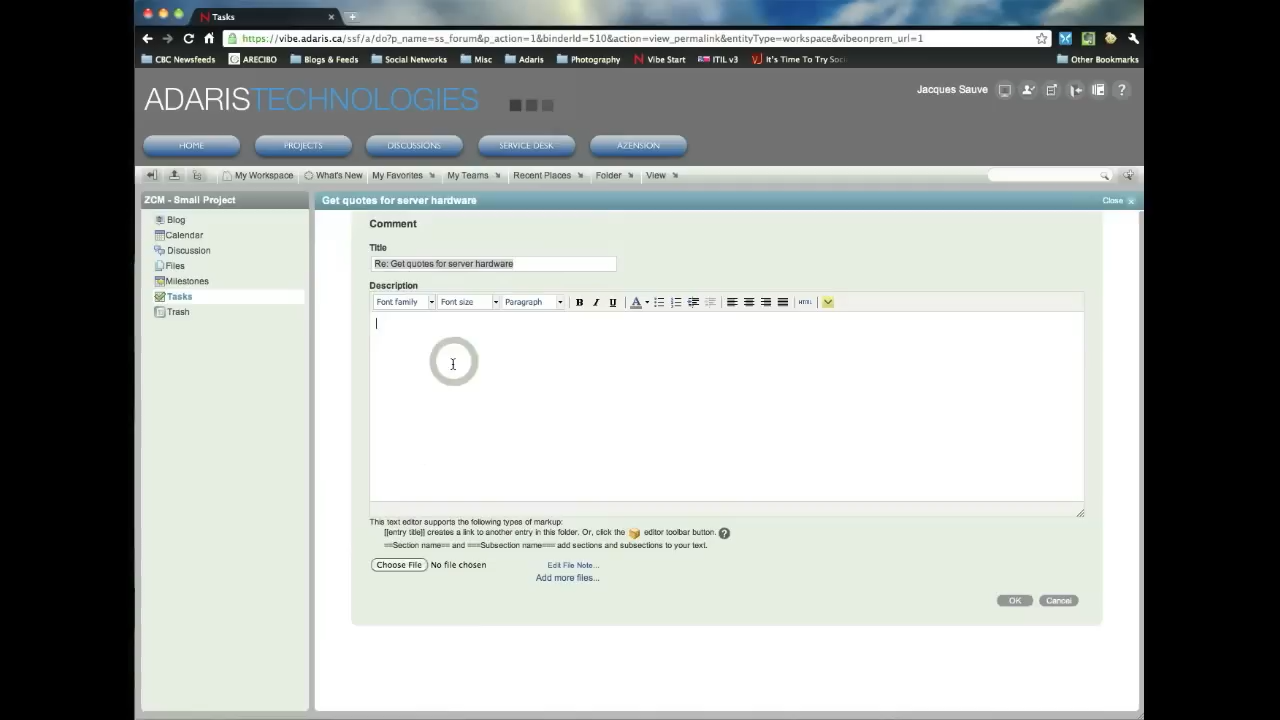 Tasks
https://vibe.adaris.ca/ssf/a/do?p_name=ss_forum&p_action=1&binderId=510&action=view_permalink&entityType=workspace&vibeonprem_url=1
CBC Newsfeeds ARECIBO Blogs & Feeds Social Networks Misc Adaris Photography Vibe Start ITIL v3 It's Time To Try Soc Other Bookmarks
ADARISTECHNOLOGIES
Jacques Sauve
HOME PROJECTS DISCUSSIONS SERVICE DESK AZENSION
My Workspace What's New My Favorites My Teams Recent Places Folder View
ZCM - Small Project
Get quotes for server hardware Close x
Blog
Calendar
Discussion
Files
Milestones
Tasks
Trash
Comment
Title
Re: Get quotes for server hardware
Description
Font family Font size Paragraph B I U A HTML
This text editor supports the following types of markup:
[[entry title]] creates a link to another entry in this folder. Or, click the editor toolbar button. ?
==Section name== and ===Subsection name=== add sections and subsections to your text.
Choose File No file chosen Edit File Note...
Add more files...
OK Cancel